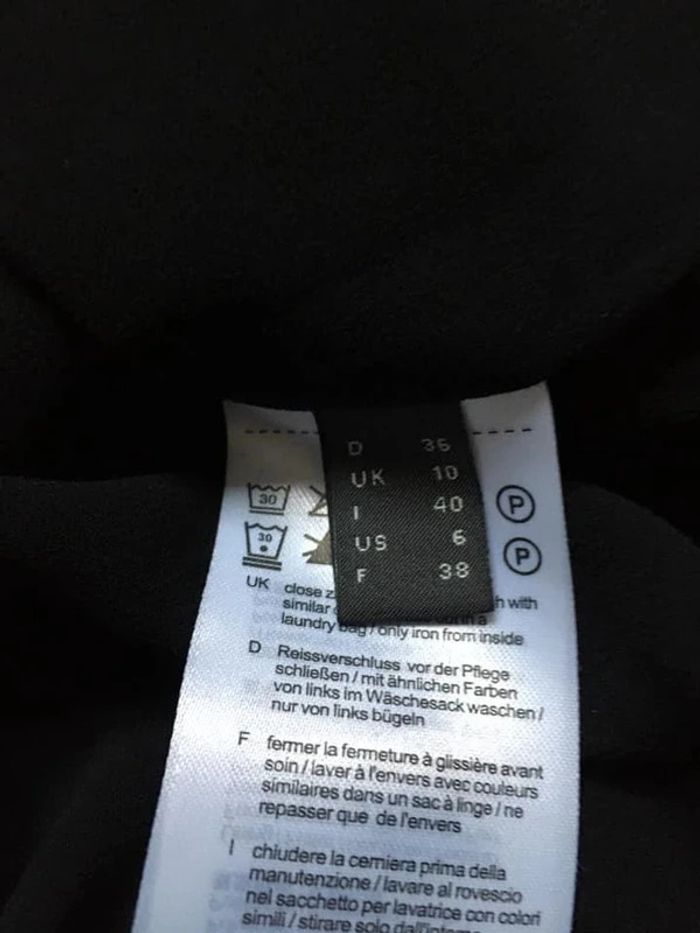 D 36
UK 10
I 40
US 6
F 38
30
P
30
P
UK close
similar h with
laundry bag / only iron from inside
D Reissverschluss vor der Pflege
schließen / mit ähnlichen Farben
von links im Wäschesack waschen /
nur von links bügeln
F fermer la fermeture à glissière avant
soin / laver à l'envers avec couleurs
similaires dans un sac à linge / ne
repasser que de l'envers
I chiudere la cerniera prima della
manutenzione / lavare al rovescio
nel sacchetto per lavatrice con colori
simili / stirare solo